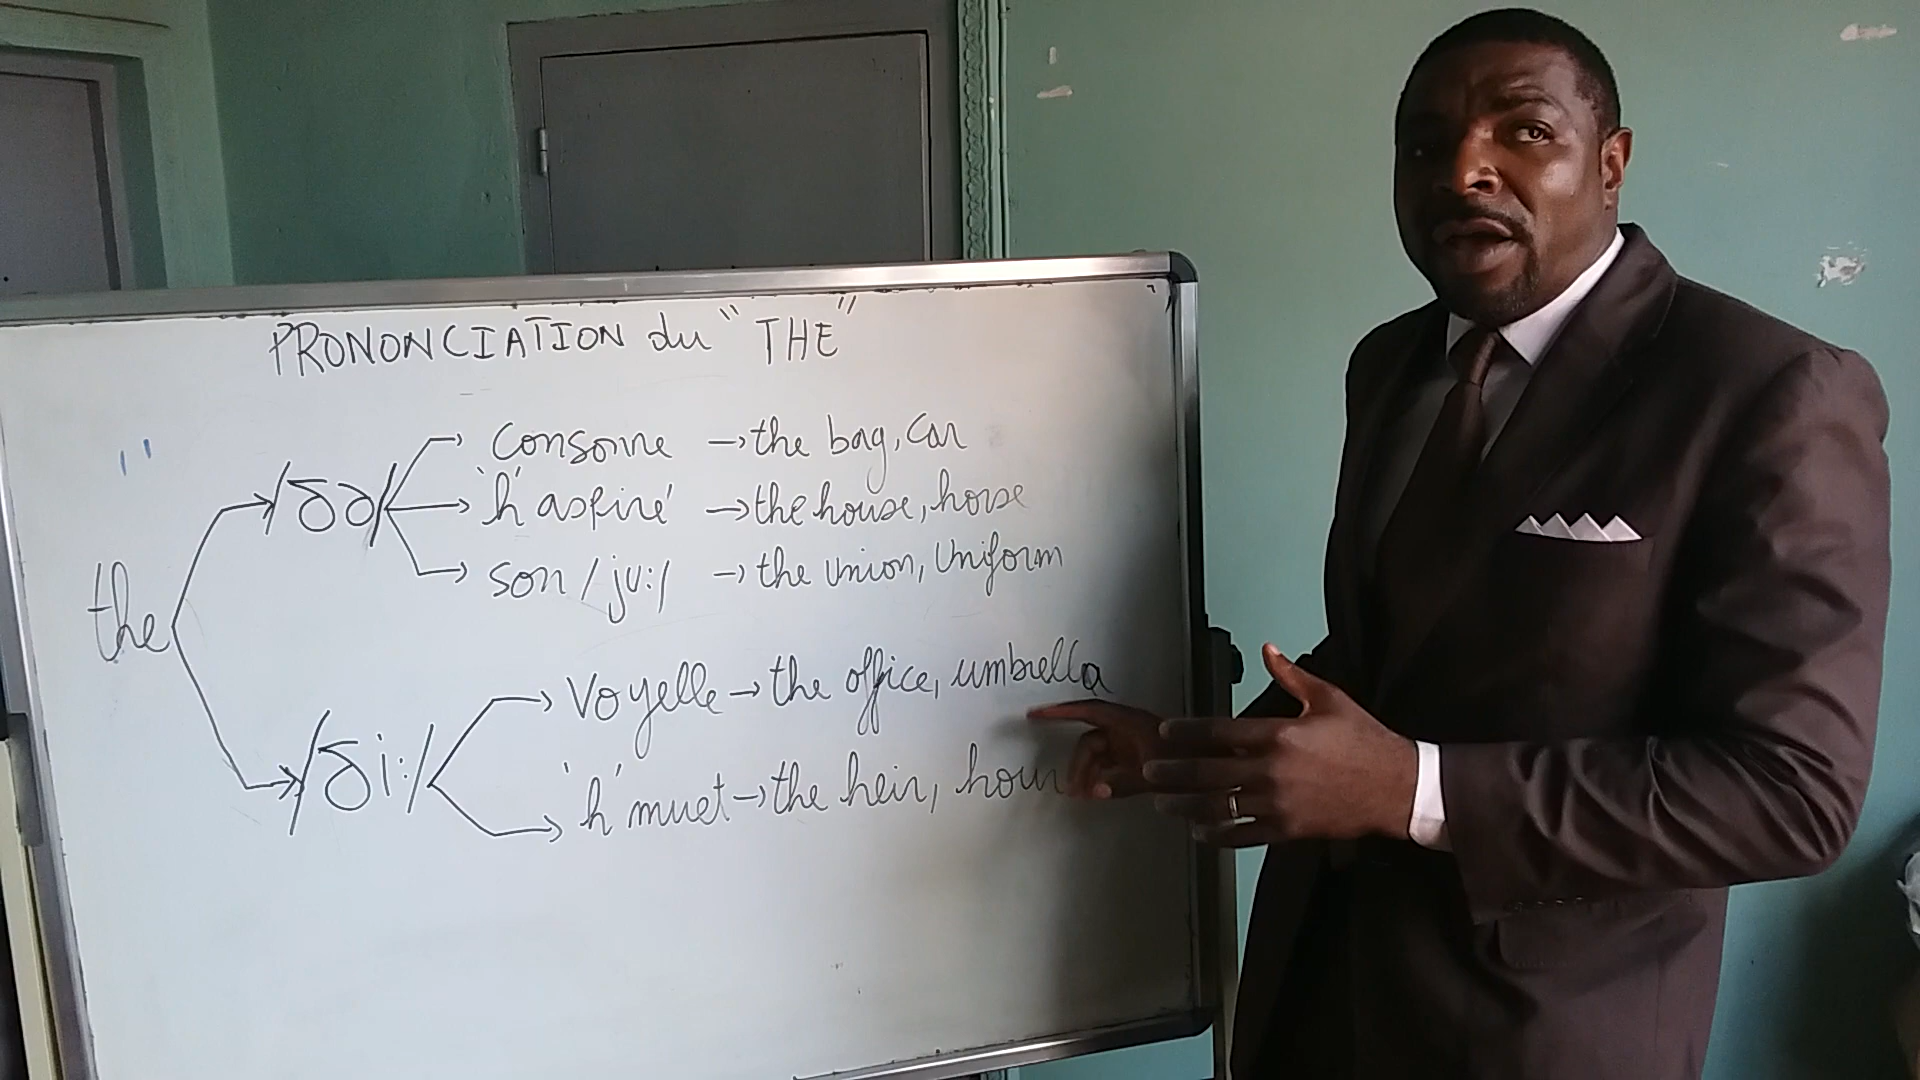 PRONONCIATION du "THE"
the
/ðə/
consonne → the bag, car
'h' aspiré → the house, horse
son /ju:/ → the union, Uniform
/ði:/
Voyelle → the office, umbrella
'h' muet → the heir, hour